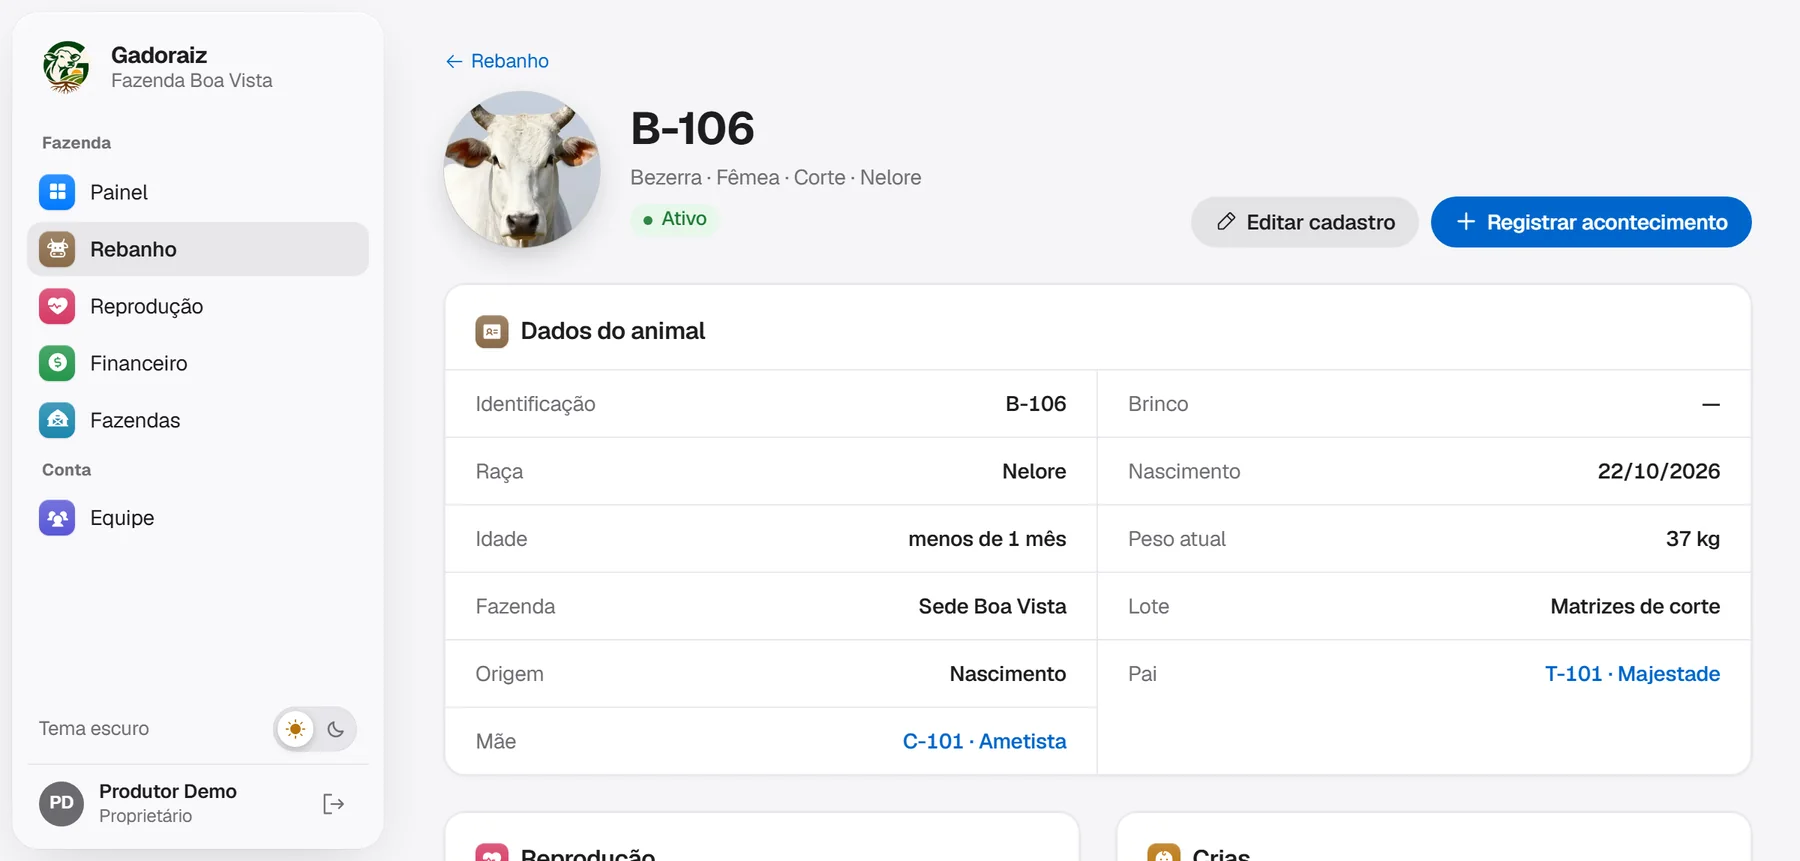 Gadoraiz
Fazenda Boa Vista
Fazenda
Painel
Rebanho
Reprodução
Financeiro
Fazendas
Conta
Equipe
Tema escuro
PD
Produtor Demo
Proprietário
← Rebanho
B-106
Bezerra · Fêmea · Corte · Nelore
Ativo
Editar cadastro
+ Registrar acontecimento
Dados do animal
Identificação B-106
Brinco —
Raça Nelore
Nascimento 22/10/2026
Idade menos de 1 mês
Peso atual 37 kg
Fazenda Sede Boa Vista
Lote Matrizes de corte
Origem Nascimento
Pai T-101 · Majestade
Mãe C-101 · Ametista
Reprodução
Crias